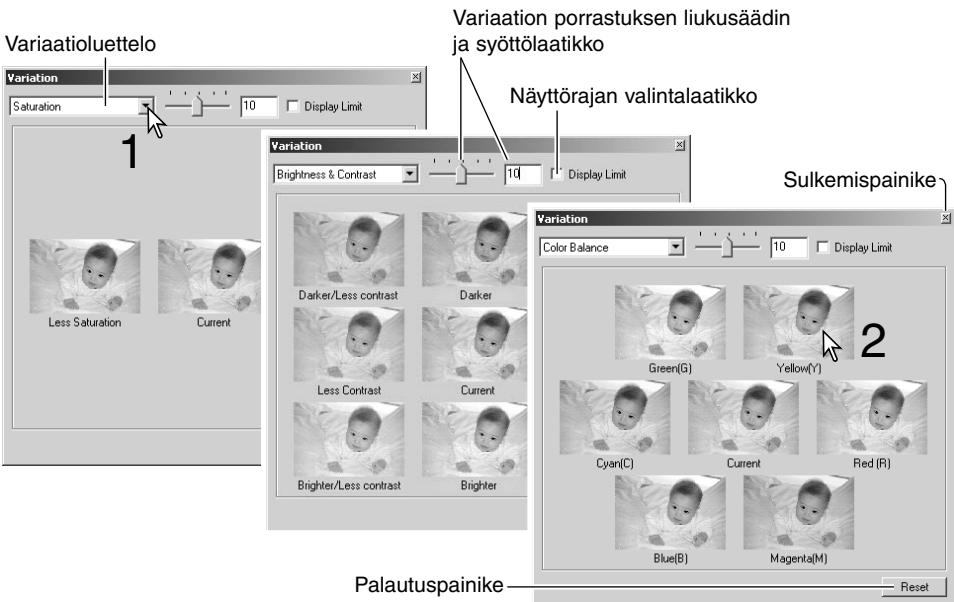 Variaation porrastuksen liukusäädin
ja syöttölaatikko
Variaatioluettelo
Näyttörajan valintalaatikko
Sulkemispainike
Variation
Saturation
10
Display Limit
1
Less Saturation
Current
Variation
Brightness & Contrast
10
Display Limit
Darker/Less contrast
Darker
Less Contrast
Current
Brighter/Less contrast
Brighter
Variation
Color Balance
10
Display Limit
Green(G)
Yellow(Y)
2
Cyan(C)
Current
Red (R)
Blue(B)
Magenta(M)
Palautuspainike
Reset